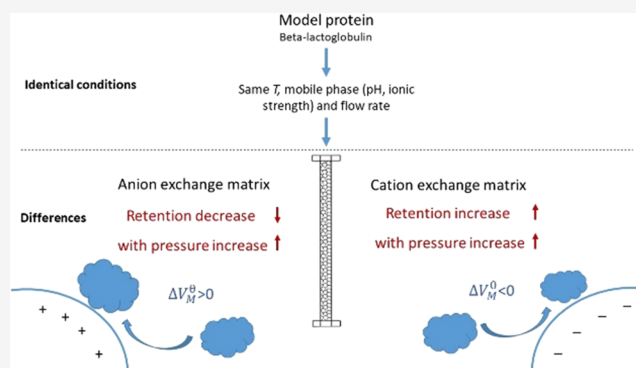 Model protein
Beta-lactoglobulin
Identical conditions
Same T, mobile phase (pH, ionic
strength) and flow rate
Anion exchange matrix
Cation exchange matrix
Differences
Retention decrease ↓
with pressure increase ↑
Retention increase ↑
with pressure increase ↑
ΔV_M^θ>0
ΔV_M^0<0
+ + + +
− − − −